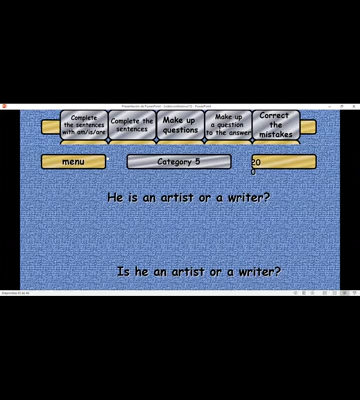 Complete
the sentences
with am/is/are
Complete the
sentences
Make up
questions
Make up
a question
to the answer
Correct
the
mistakes
menu
Category 5
20
0
He is an artist or a writer?
Is he an artist or a writer?